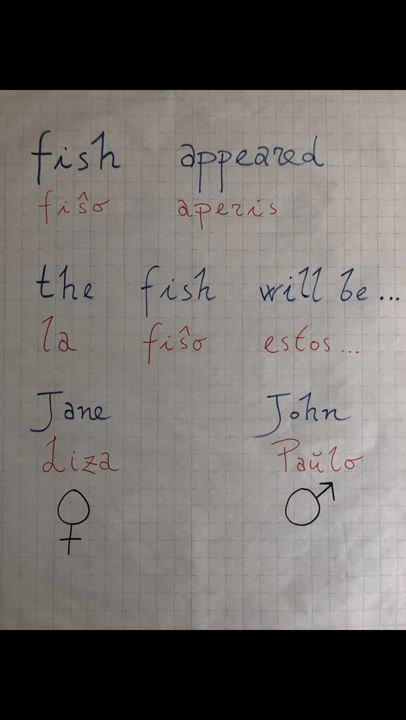 fish appeared
fiŝo aperis
the fish will be...
la fiŝo estos...
Jane John
Liza Paŭlo